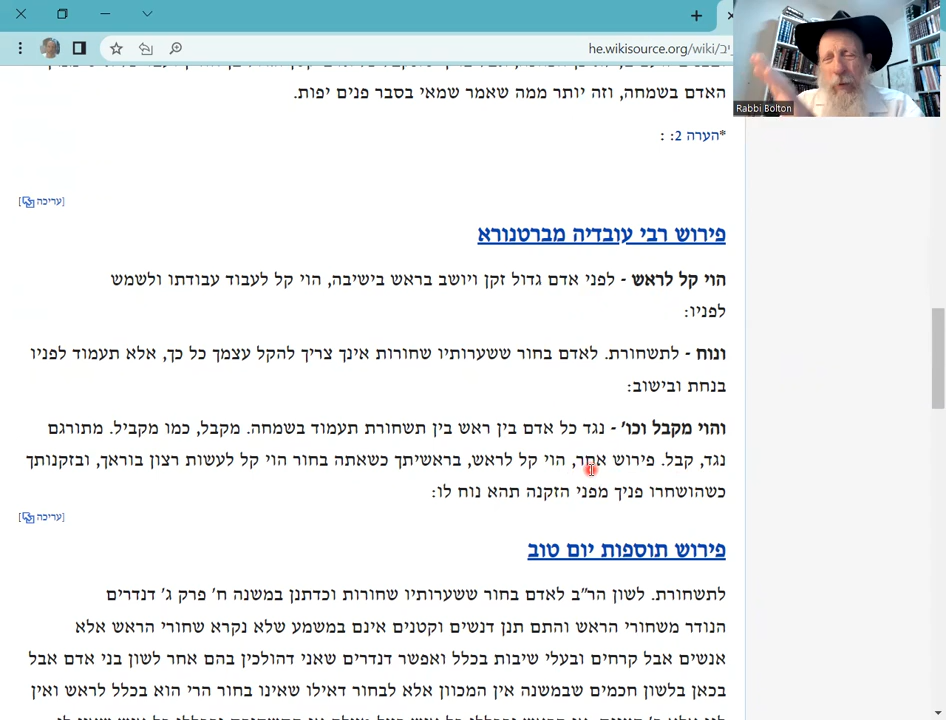 he.wikisource.org/wiki/יב
Rabbi Bolton
האדם בשמחה, וזה יותר ממה שאמר שמאי בסבר פנים יפות.
*הערה 2: :
[עריכה]
פירוש רבי עובדיה מברטנורא
הוי קל לראש - לפני אדם גדול זקן ויושב בראש בישיבה, הוי קל לעבוד עבודתו ולשמש
לפניו:
ונוח - לתשחורת. לאדם בחור ששערותיו שחורות אינך צריך להקל עצמך כל כך, אלא תעמוד לפניו
בנחת ובישוב:
והוי מקבל וכו' - נגד כל אדם בין ראש בין תשחורת תעמוד בשמחה. מקבל, כמו מקביל. מתורגם
נגד, קבל. פירוש אחר, הוי קל לראש, בראשיתך כשאתה בחור הוי קל לעשות רצון בוראך, ובזקנותך
כשהושחרו פניך מפני הזקנה תהא נוח לו:
[עריכה]
פירוש תוספות יום טוב
לתשחורת. לשון הר"ב לאדם בחור ששערותיו שחורות וכדתנן במשנה ח' פרק ג' דנדרים
הנודר משחורי הראש והתם תנן דנשים וקטנים אינם במשמע שלא נקרא שחורי הראש אלא
אנשים אבל קרחים ובעלי שיבות בכלל ואפשר דנדרים שאני דהולכין בהם אחר לשון בני אדם אבל
בכאן בלשון חכמים שבמשנה אין המכוון אלא לבחור דאילו שאינו בחור הרי הוא בכלל לראש ואין